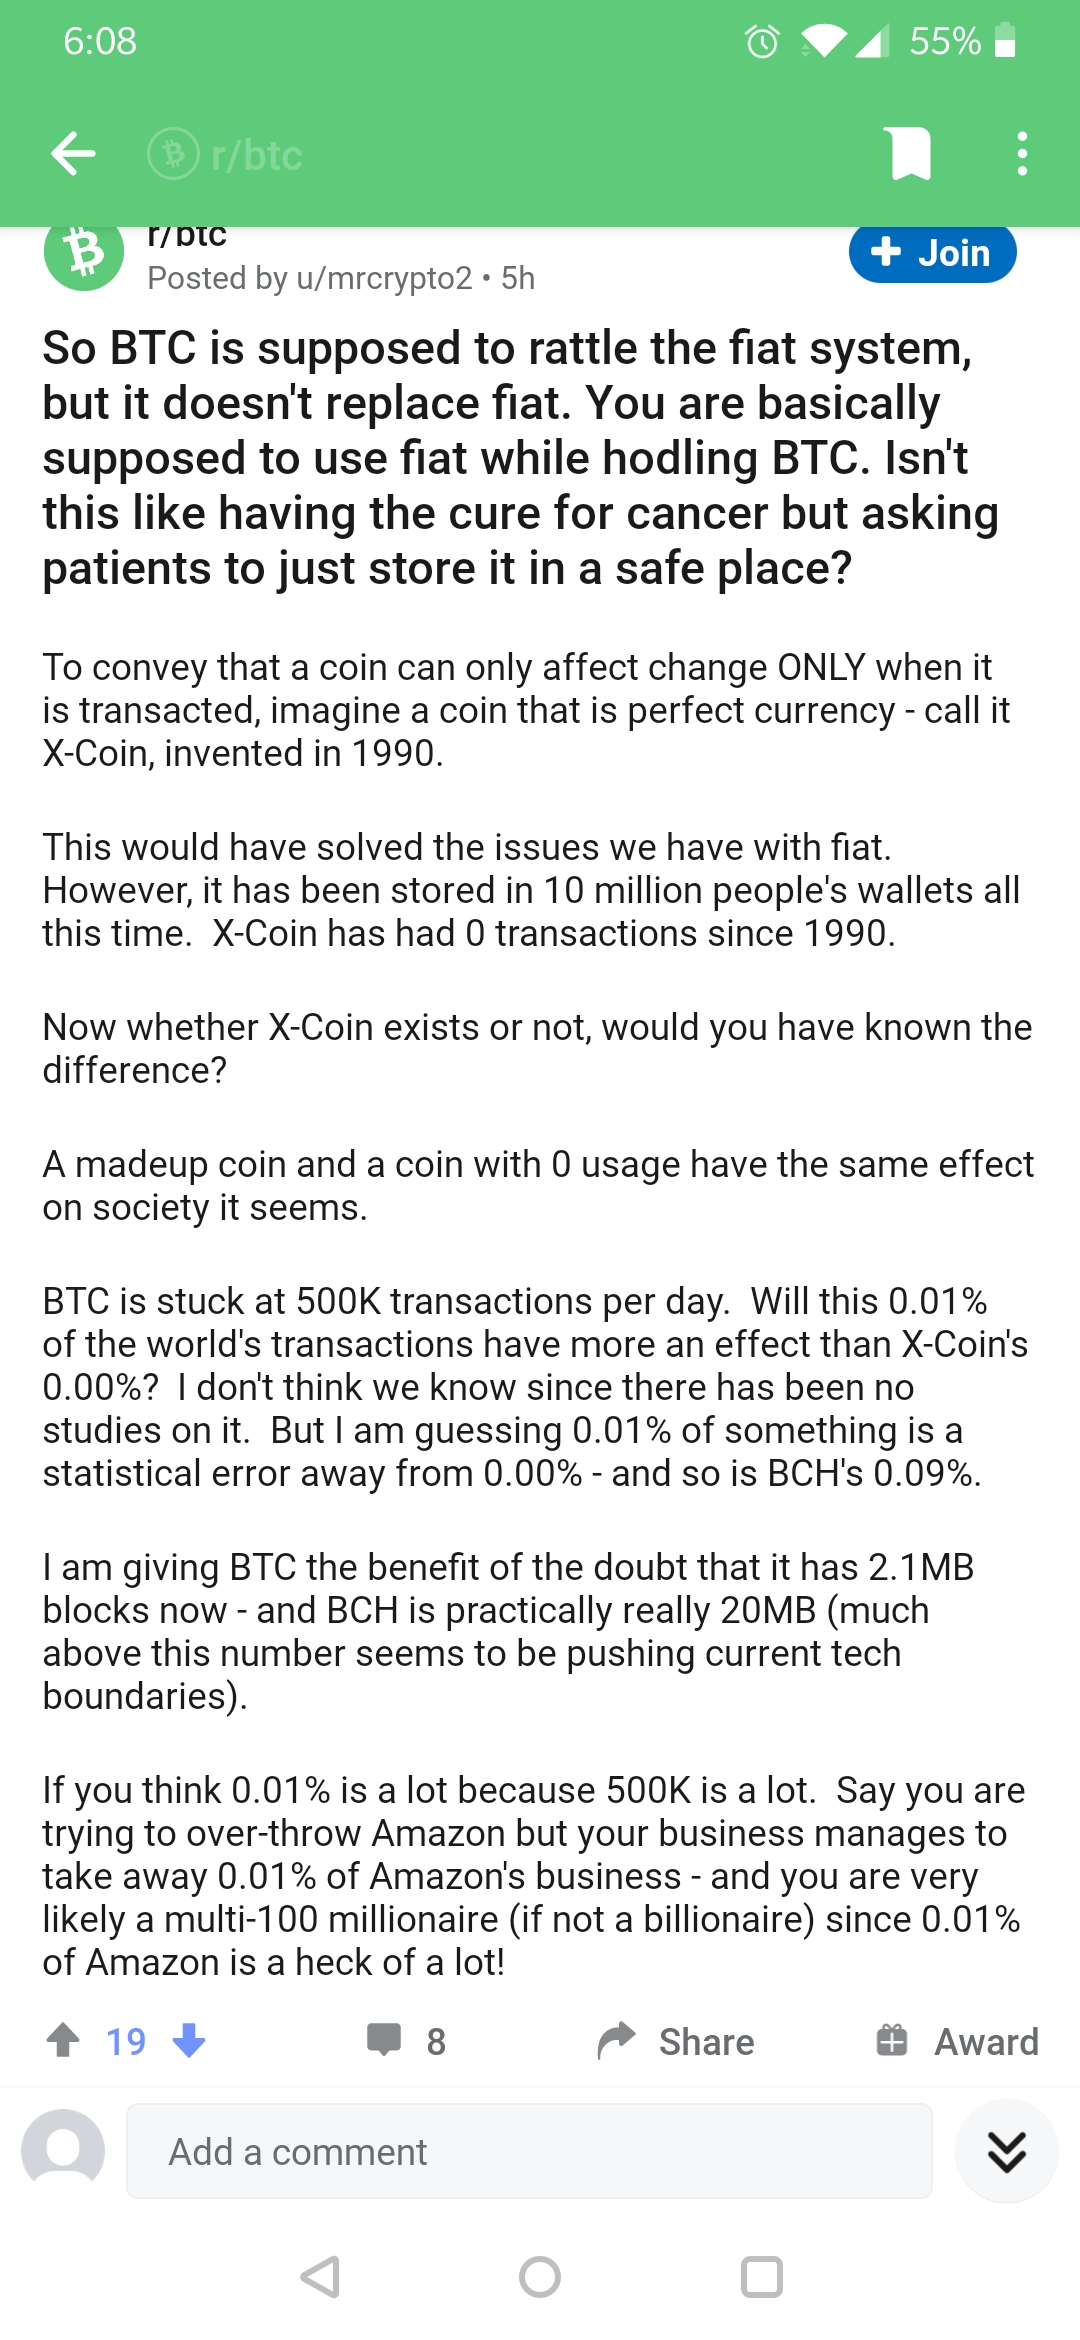 6:08
55%
r/btc
r/btc
Posted by u/mrcrypto2 • 5h
Join
So BTC is supposed to rattle the fiat system,
but it doesn't replace fiat. You are basically
supposed to use fiat while hodling BTC. Isn't
this like having the cure for cancer but asking
patients to just store it in a safe place?
To convey that a coin can only affect change ONLY when it
is transacted, imagine a coin that is perfect currency - call it
X-Coin, invented in 1990.
This would have solved the issues we have with fiat.
However, it has been stored in 10 million people's wallets all
this time.  X-Coin has had 0 transactions since 1990.
Now whether X-Coin exists or not, would you have known the
difference?
A madeup coin and a coin with 0 usage have the same effect
on society it seems.
BTC is stuck at 500K transactions per day.  Will this 0.01%
of the world's transactions have more an effect than X-Coin's
0.00%?  I don't think we know since there has been no
studies on it.  But I am guessing 0.01% of something is a
statistical error away from 0.00% - and so is BCH's 0.09%.
I am giving BTC the benefit of the doubt that it has 2.1MB
blocks now - and BCH is practically really 20MB (much
above this number seems to be pushing current tech
boundaries).
If you think 0.01% is a lot because 500K is a lot.  Say you are
trying to over-throw Amazon but your business manages to
take away 0.01% of Amazon's business - and you are very
likely a multi-100 millionaire (if not a billionaire) since 0.01%
of Amazon is a heck of a lot!
19
8
Share
Award
Add a comment